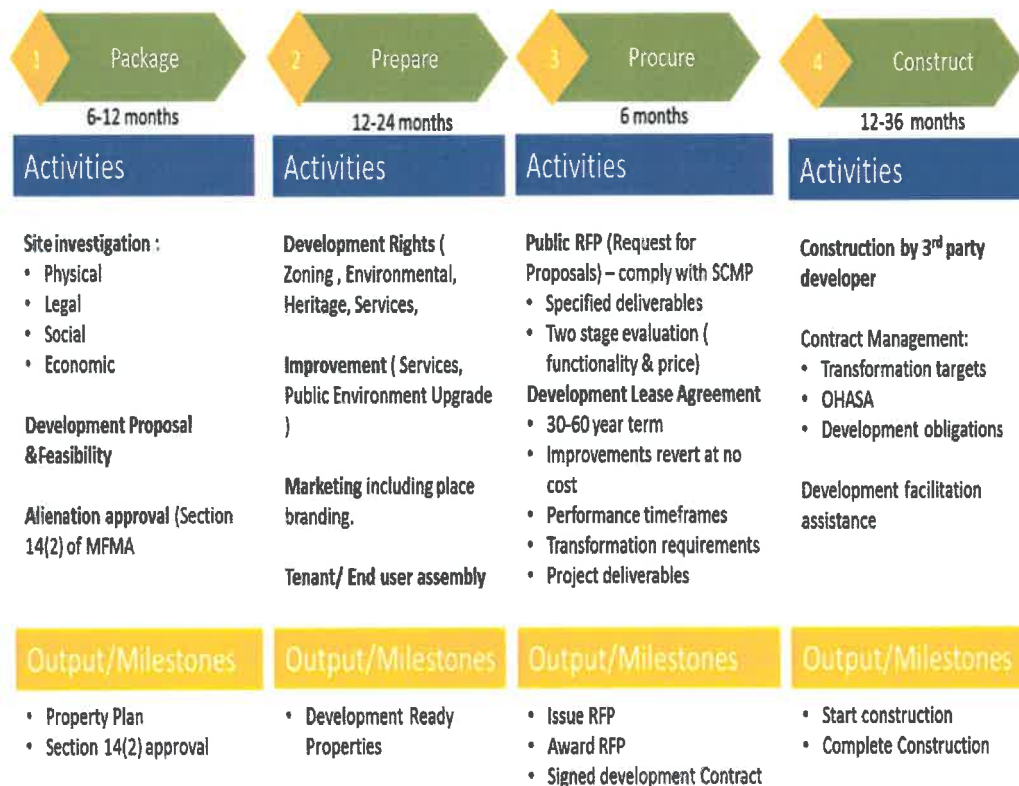 1
Package
6-12 months
Activities
Site investigation :
• Physical
• Legal
• Social
• Economic
Development Proposal
&Feasibility
Alienation approval (Section
14(2) of MFMA
Output/Milestones
• Property Plan
• Section 14(2) approval
2
Prepare
12-24 months
Activities
Development Rights (
Zoning , Environmental,
Heritage, Services,
Improvement ( Services,
Public Environment Upgrade
)
Marketing including place
branding.
Tenant/ End user assembly
Output/Milestones
• Development Ready
Properties
3
Procure
6 months
Activities
Public RFP (Request for
Proposals) – comply with SCMP
• Specified deliverables
• Two stage evaluation (
functionality & price)
Development Lease Agreement
• 30-60 year term
• Improvements revert at no
cost
• Performance timeframes
• Transformation requirements
• Project deliverables
Output/Milestones
• Issue RFP
• Award RFP
• Signed development Contract
4
Construct
12-36 months
Activities
Construction by 3rd party
developer
Contract Management:
• Transformation targets
• OHASA
• Development obligations
Development facilitation
assistance
Output/Milestones
• Start construction
• Complete Construction